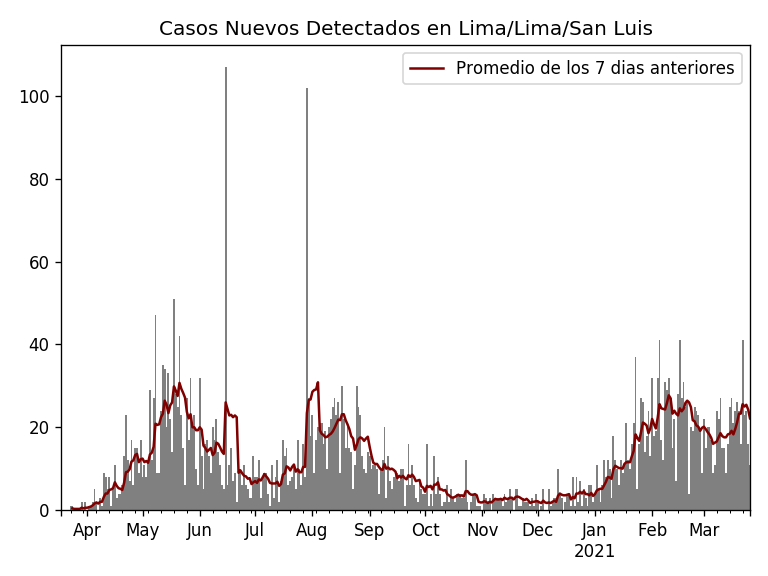 Casos Nuevos Detectados en Lima/Lima/San Luis
Promedio de los 7 dias anteriores
100
80
60
40
20
0
Apr May Jun Jul Aug Sep Oct Nov Dec Jan Feb Mar
2021